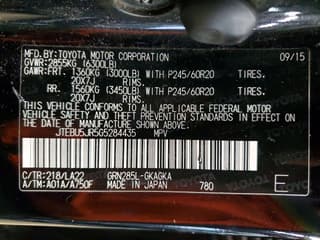 MFD.BY:TOYOTA MOTOR CORPORATION 09/15
GVWR: 2855KG (6300LB)
GAWR:FRT. 1360KG (3000LB) WITH P245/60R20 TIRES.
20X7J RIMS.
RR. 1560KG (3450LB) WITH P245/60R20 TIRES.
20X7J RIMS.
THIS VEHICLE CONFORMS TO ALL APPLICABLE FEDERAL MOTOR
VEHICLE SAFETY AND THEFT PREVENTION STANDARDS IN EFFECT
ON THE DATE OF MANUFACTURE SHOWN ABOVE.
JTEBU5JR5G5284435 MPV
C/TR:218/LA22 GRN285L-GKAGKA
A/TM:A01A/A750F MADE IN JAPAN 780 E